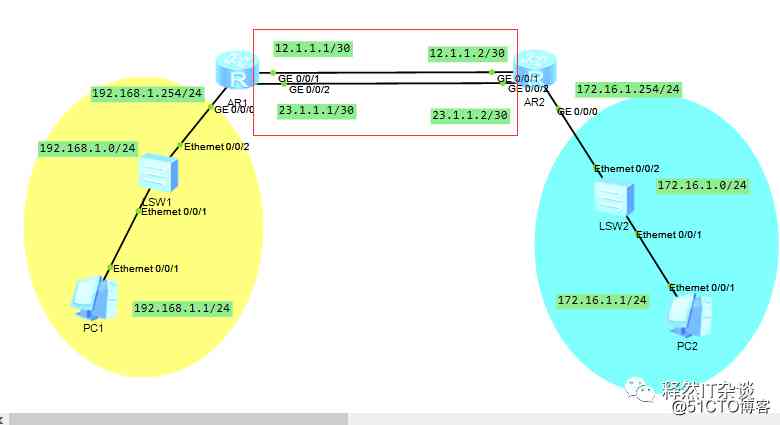 12.1.1.1/30
12.1.1.2/30
GE 0/0/1
GE 0/0/1
GE 0/0/2
GE 0/0/2
AR1
AR2
23.1.1.1/30
23.1.1.2/30
192.168.1.254/24
GE 0/0/0
172.16.1.254/24
GE 0/0/0
Ethernet 0/0/2
192.168.1.0/24
LSW1
Ethernet 0/0/1
Ethernet 0/0/1
192.168.1.1/24
PC1
Ethernet 0/0/2
172.16.1.0/24
LSW2
Ethernet 0/0/1
Ethernet 0/0/1
172.16.1.1/24
PC2
释然IT杂谈
@51CTO博客